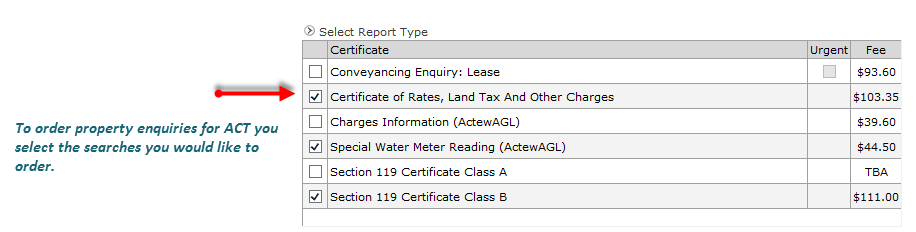 Select Report Type
Certificate Urgent Fee
Conveyancing Enquiry: Lease $93.60
Certificate of Rates, Land Tax And Other Charges $103.35
Charges Information (ActewAGL) $39.60
Special Water Meter Reading (ActewAGL) $44.50
Section 119 Certificate Class A TBA
Section 119 Certificate Class B $111.00
To order property enquiries for ACT you
select the searches you would like to
order.